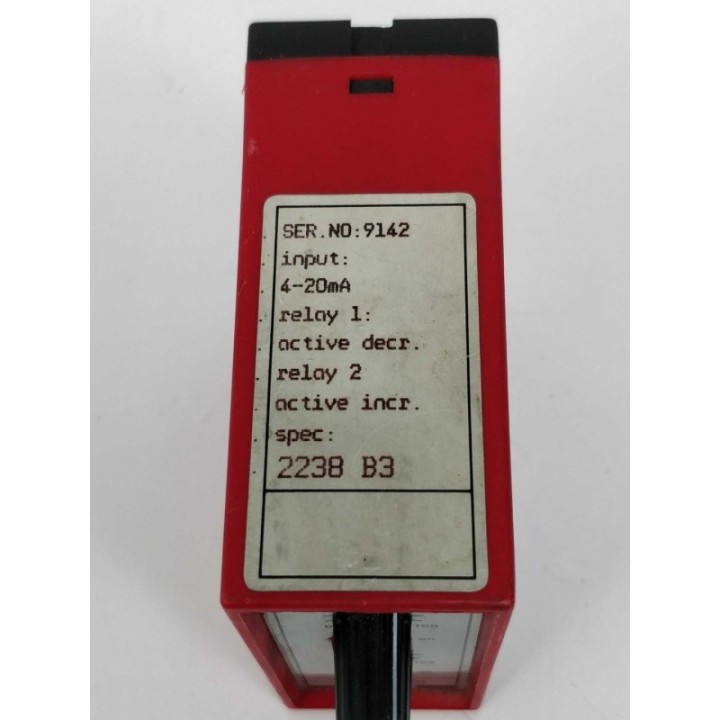 SER.NO:9142
input:
4-20mA
relay 1:
active decr.
relay 2
active incr.
spec:
2238 B3